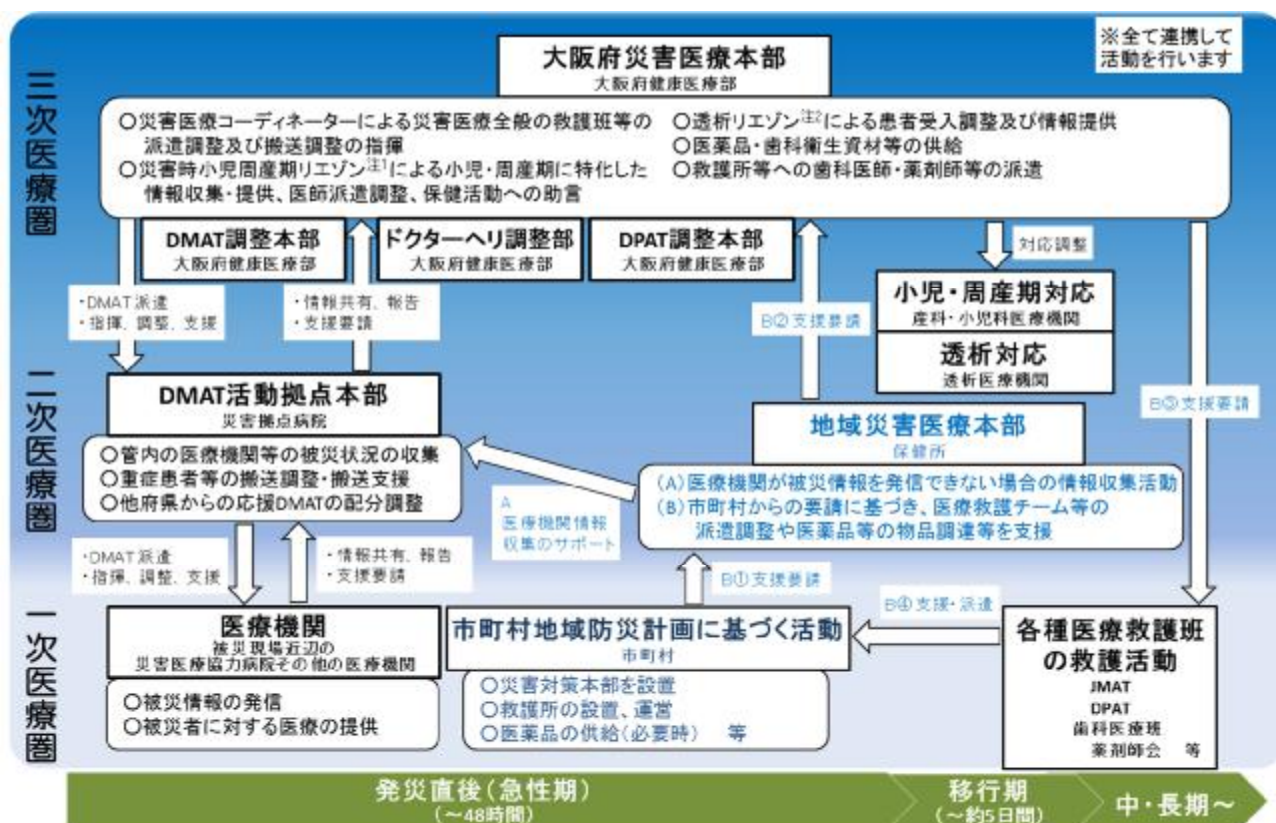 ※全て連携して
活動を行います
大阪府災害医療本部
大阪府健康医療部
三次医療圏
○災害医療コーディネーターによる災害医療全般の救護班等の
派遣調整及び搬送調整の指揮
○災害時小児周産期リエゾン注1による小児・周産期に特化した
情報収集・提供、医師派遣調整、保健活動への助言
○透析リエゾン注2による患者受入調整及び情報提供
○医薬品・歯科衛生資材等の供給
○救護所等への歯科医師・薬剤師等の派遣
DMAT調整本部
大阪府健康医療部
ドクターヘリ調整部
大阪府健康医療部
DPAT調整本部
大阪府健康医療部
・DMAT派遣
・指揮、調整、支援
・情報共有、報告
・支援要請
B②支援要請
対応調整
小児・周産期対応
産科・小児科医療機関
透析対応
透析医療機関
B③支援要請
二次医療圏
DMAT活動拠点本部
災害拠点病院
○管内の医療機関等の被災状況の収集
○重症患者等の搬送調整・搬送支援
○他府県からの応援DMATの配分調整
地域災害医療本部
保健所
(A)医療機関が被災情報を発信できない場合の情報収集活動
(B)市町村からの要請に基づき、医療救護チーム等の
派遣調整や医薬品等の物品調達等を支援
A
医療機関情報
収集のサポート
・DMAT派遣
・指揮、調整、支援
・情報共有、報告
・支援要請
B①支援要請
B④支援・派遣
一次医療圏
医療機関
被災現場近辺の
災害医療協力病院その他の医療機関
○被災情報の発信
○被災者に対する医療の提供
市町村地域防災計画に基づく活動
市町村
○災害対策本部を設置
○救護所の設置、運営
○医薬品の供給(必要時) 等
各種医療救護班
の救護活動
JMAT
DPAT
歯科医療班
薬剤師会 等
発災直後(急性期)
(～48時間)
移行期
(～約5日間)
中・長期～